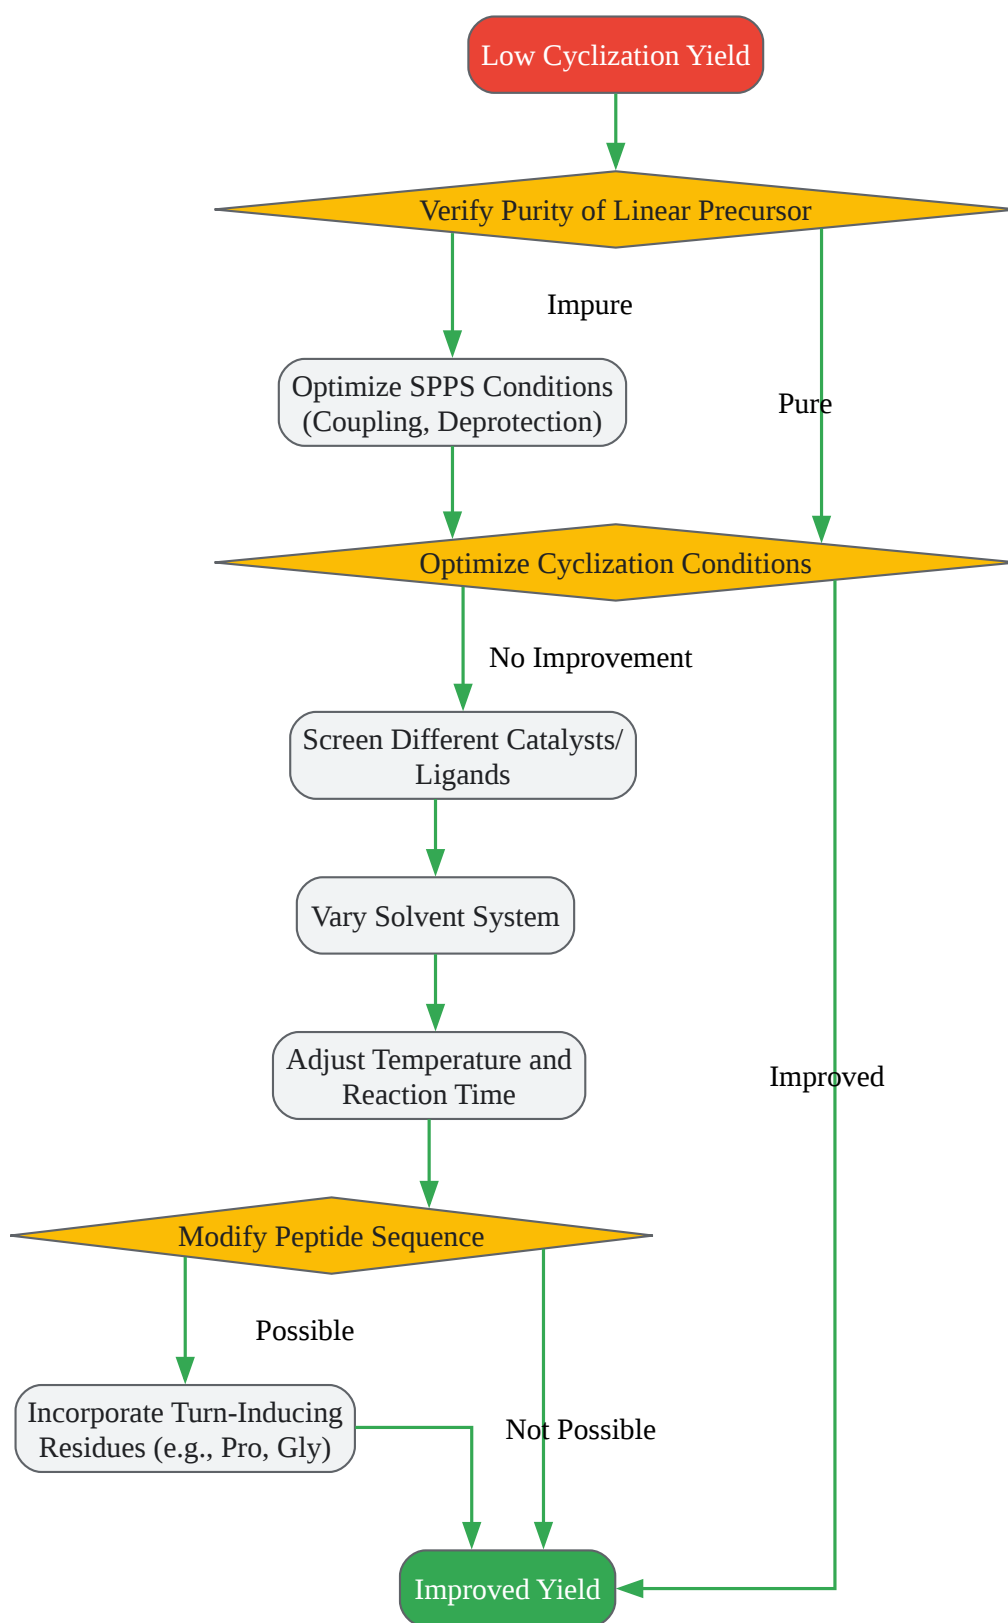 Low Cyclization Yield
Verify Purity of Linear Precursor
Impure
Optimize SPPS Conditions
(Coupling, Deprotection)
Pure
Optimize Cyclization Conditions
No Improvement
Screen Different Catalysts/
Ligands
Vary Solvent System
Adjust Temperature and
Reaction Time
Improved
Modify Peptide Sequence
Possible
Incorporate Turn-Inducing
Residues (e.g., Pro, Gly)
Not Possible
Improved Yield